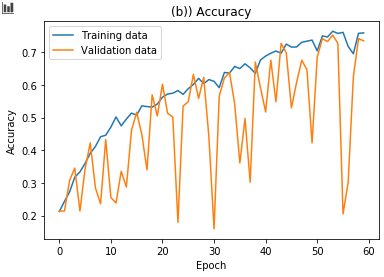 (b)) Accuracy
Training data
Validation data
Accuracy
0.7
0.6
0.5
0.4
0.3
0.2
0 10 20 30 40 50 60
Epoch